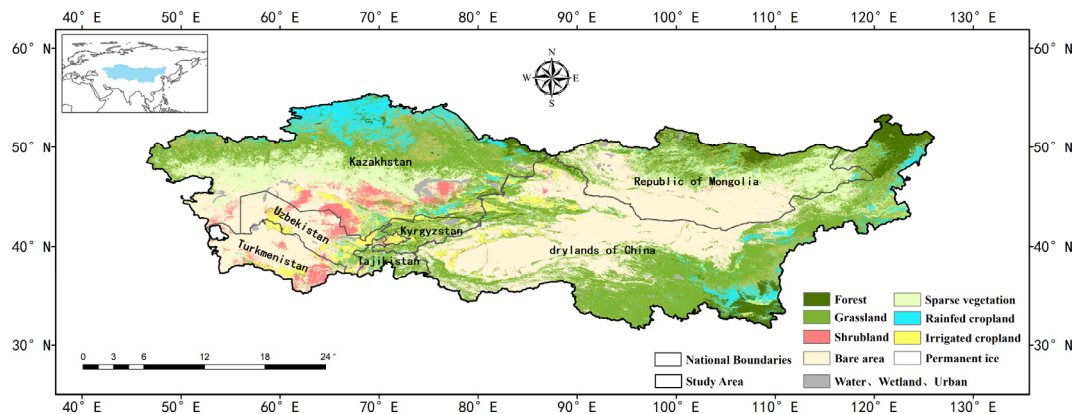 40° E 50° E 60° E 70° E 80° E 90° E 100° E 110° E 120° E 130° E
60° N 60° N
N
W E
S
50° N 50° N
Kazakhstan
Republic of Mongolia
Uzbekistan
Kyrgyzstan
40° N 40° N
Turkmenistan
Tajikistan
drylands of China
Forest Sparse vegetation
Grassland Rainfed cropland
Shrubland Irrigated cropland
30° N 30° N
0 3 6 12 18 24 °
National Boundaries Bare area Permanent ice
Study Area Water、Wetland、Urban
40° E 50° E 60° E 70° E 80° E 90° E 100° E 110° E 120° E 130° E